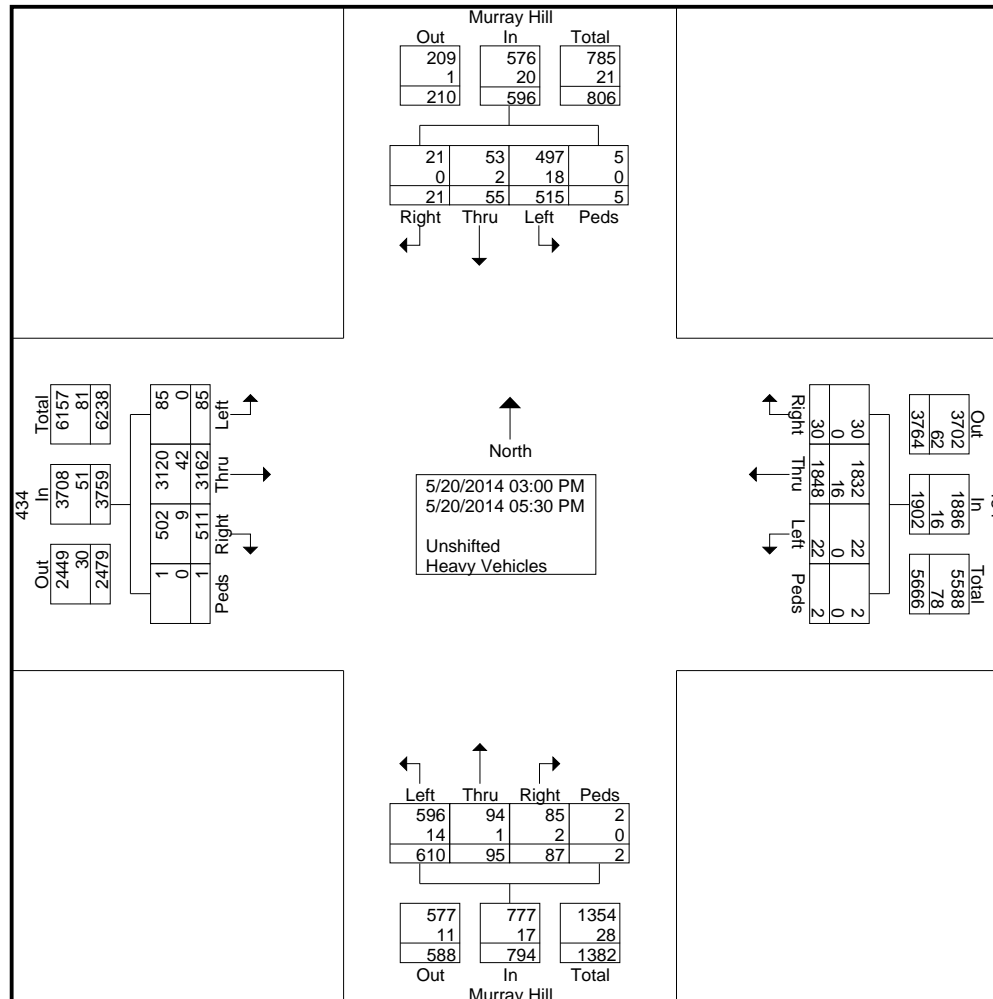 Murray Hill
Out In Total
209 576 785
1 20 21
210 596 806
21 53 497 5
0 2 18 0
21 55 515 5
Right Thru Left Peds
Total
6157 81 6238
In
3708 51 3759
Out
2449 30 2479
434
85 0 85
Left
3120 42 3162
Thru
502 9 511
Right
1 0 1
Peds
North
5/20/2014 03:00 PM
5/20/2014 05:30 PM
Unshifted
Heavy Vehicles
Right
30 0 30
Thru
1832 16 1848
Left
22 0 22
Peds
2 0 2
Out
3702 62 3764
In
1886 16 1902
Total
5588 78 5666
Left Thru Right Peds
596 94 85 2
14 1 2 0
610 95 87 2
577 777 1354
11 17 28
588 794 1382
Out In Total
Murray Hill